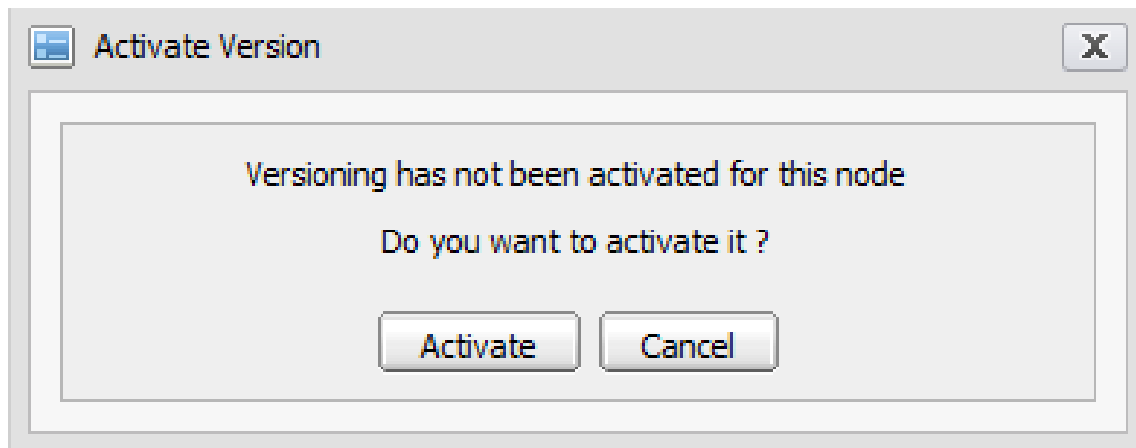 Activate Version
X
Versioning has not been activated for this node
Do you want to activate it ?
Activate Cancel